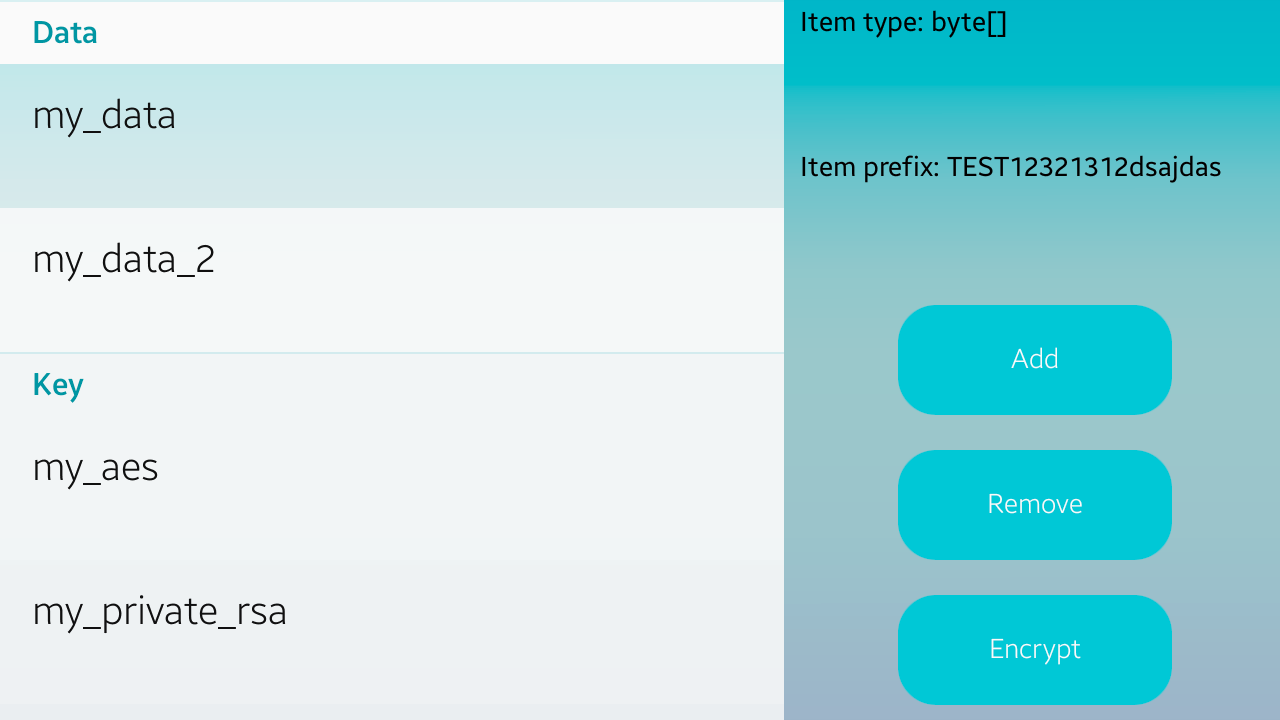 Data
my_data
my_data_2
Key
my_aes
my_private_rsa
Item type: byte[]
Item prefix: TEST12321312dsajdas
Add
Remove
Encrypt